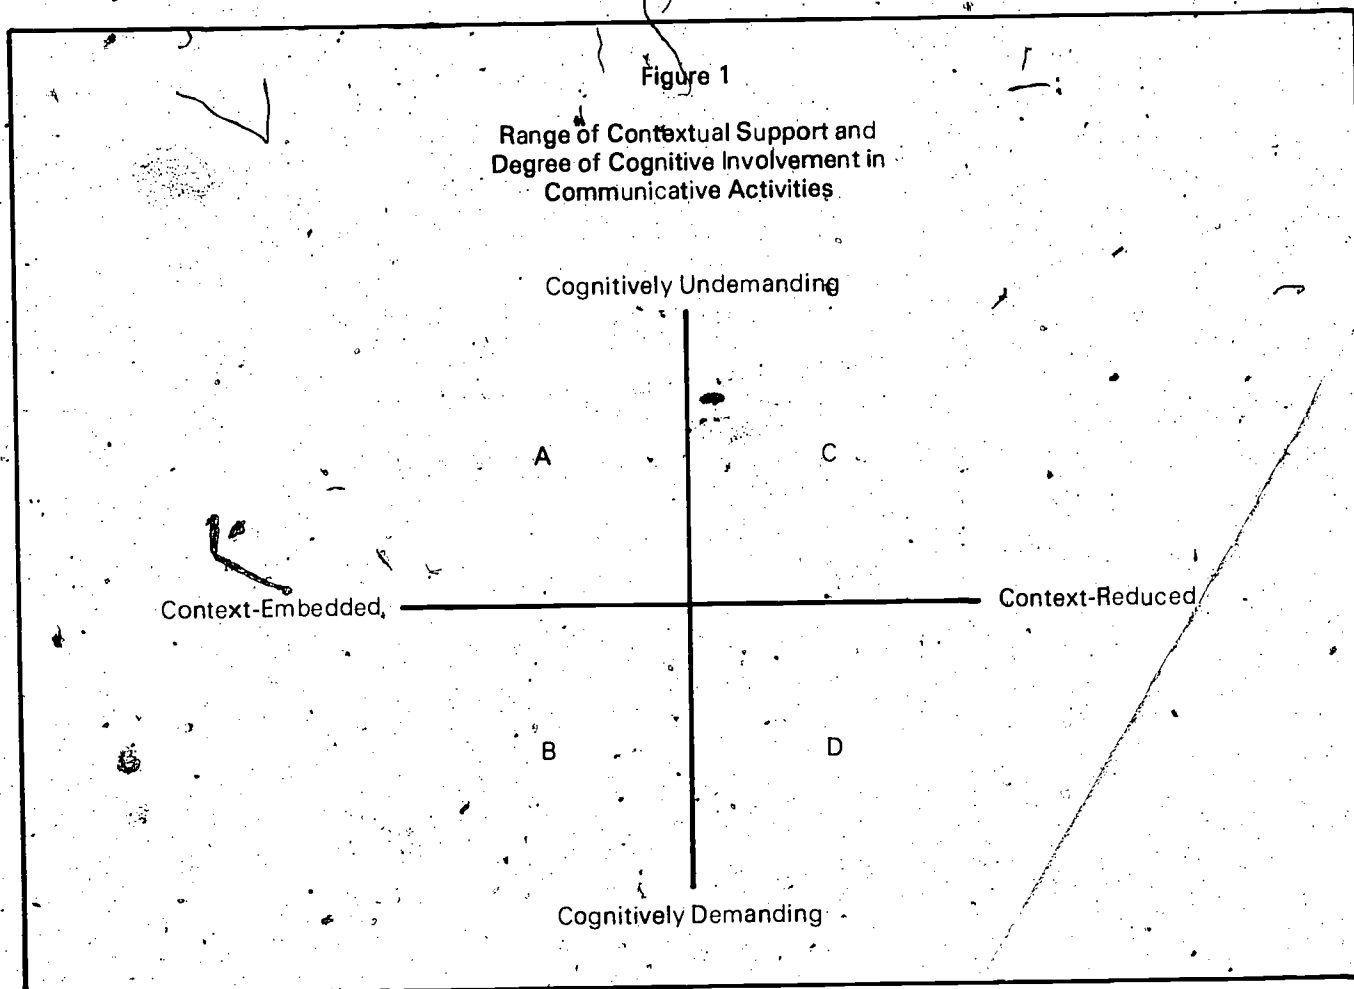 Figure 1
Range of Contextual Support and
Degree of Cognitive Involvement in
Communicative Activities
Cognitively Undemanding
A
C
Context-Embedded
Context-Reduced
B
D
Cognitively Demanding